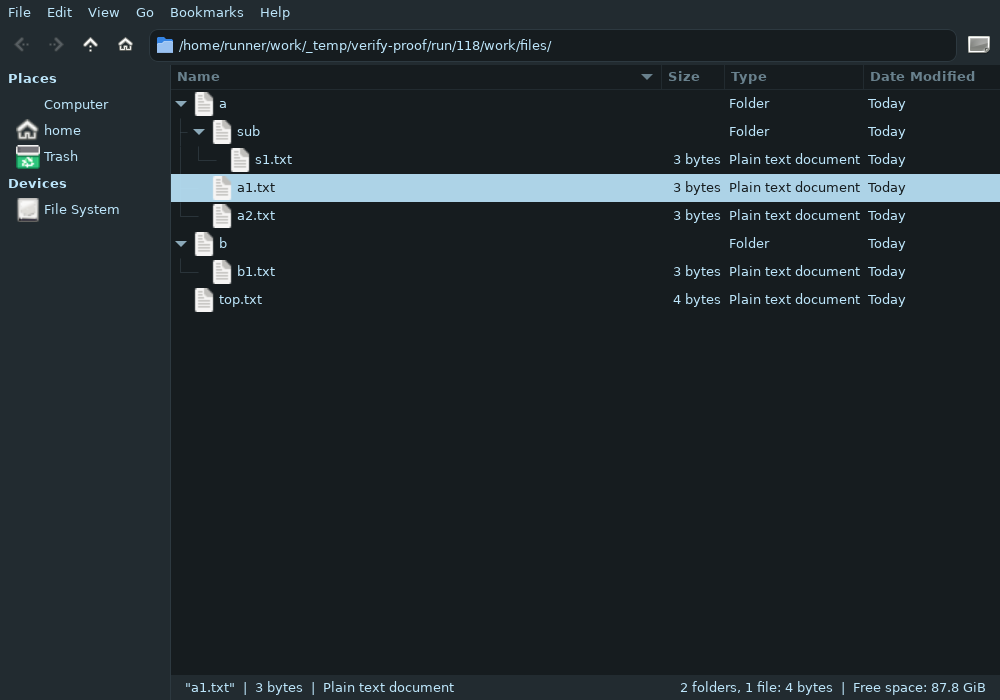 File Edit View Go Bookmarks Help
/home/runner/work/_temp/verify-proof/run/118/work/files/
Places
Computer
home
Trash
Devices
File System
Name Size Type Date Modified
a Folder Today
sub Folder Today
s1.txt 3 bytes Plain text document Today
a1.txt 3 bytes Plain text document Today
a2.txt 3 bytes Plain text document Today
b Folder Today
b1.txt 3 bytes Plain text document Today
top.txt 4 bytes Plain text document Today
"a1.txt" | 3 bytes | Plain text document 2 folders, 1 file: 4 bytes | Free space: 87.8 GiB